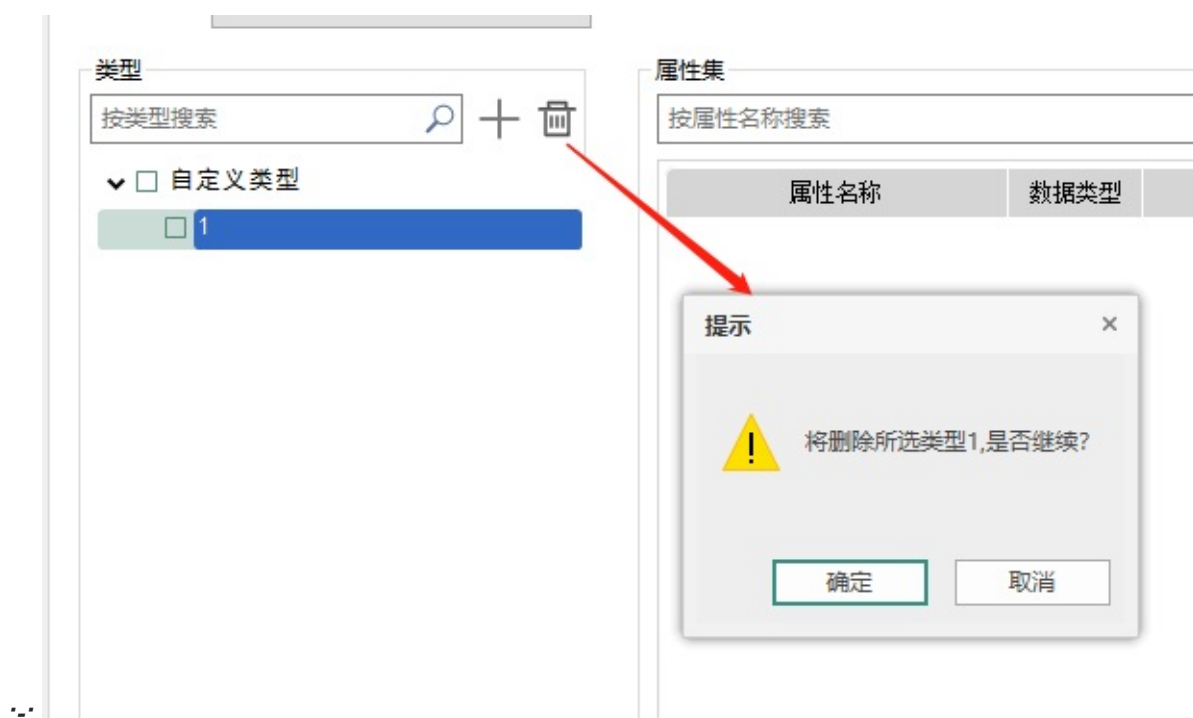 类型
按类型搜索
自定义类型
1
属性集
按属性名称搜索
属性名称 数据类型
提示
将删除所选类型1,是否继续?
确定 取消